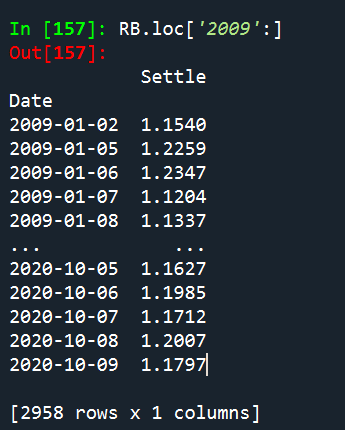 In [157]: RB.loc['2009':]
Out[157]:
Settle
Date
2009-01-02 1.1540
2009-01-05 1.2259
2009-01-06 1.2347
2009-01-07 1.1204
2009-01-08 1.1337
... ...
2020-10-05 1.1627
2020-10-06 1.1985
2020-10-07 1.1712
2020-10-08 1.2007
2020-10-09 1.1797
[2958 rows x 1 columns]